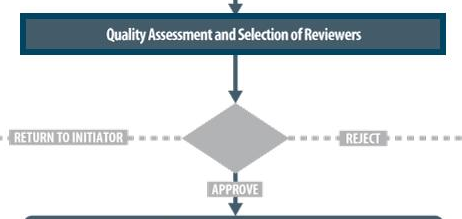 Quality Assessment and Selection of Reviewers
RETURN TO INITIATOR
REJECT
APPROVE